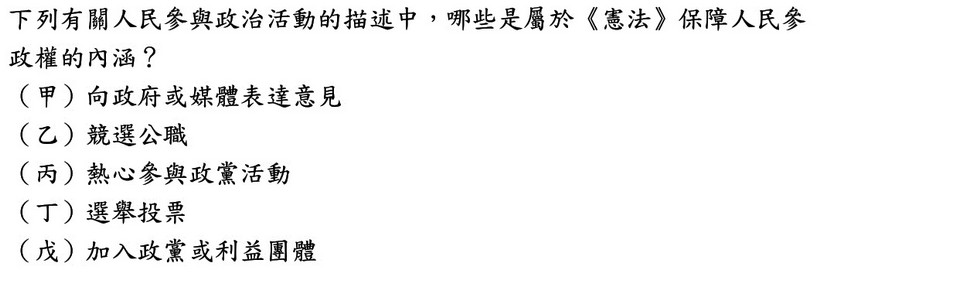 下列有關人民參與政治活動的描述中，哪些是屬於《憲法》保障人民參
政權的內涵？
（甲）向政府或媒體表達意見
（乙）競選公職
（丙）熱心參與政黨活動
（丁）選舉投票
（戊）加入政黨或利益團體